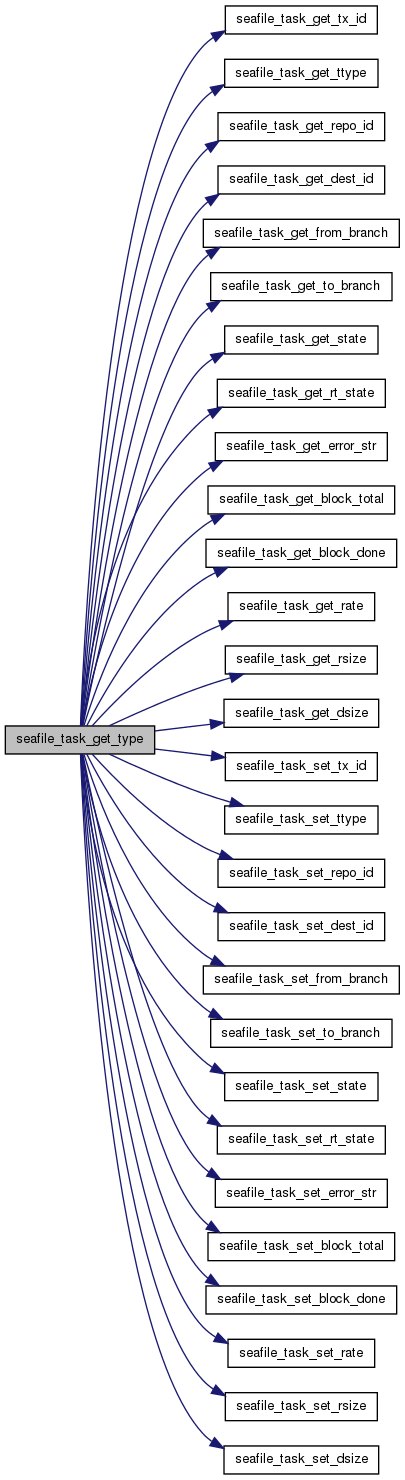 seafile_task_get_tx_id
seafile_task_get_ttype
seafile_task_get_repo_id
seafile_task_get_dest_id
seafile_task_get_from_branch
seafile_task_get_to_branch
seafile_task_get_state
seafile_task_get_rt_state
seafile_task_get_error_str
seafile_task_get_block_total
seafile_task_get_block_done
seafile_task_get_rate
seafile_task_get_rsize
seafile_task_get_dsize
seafile_task_get_type
seafile_task_set_tx_id
seafile_task_set_ttype
seafile_task_set_repo_id
seafile_task_set_dest_id
seafile_task_set_from_branch
seafile_task_set_to_branch
seafile_task_set_state
seafile_task_set_rt_state
seafile_task_set_error_str
seafile_task_set_block_total
seafile_task_set_block_done
seafile_task_set_rate
seafile_task_set_rsize
seafile_task_set_dsize